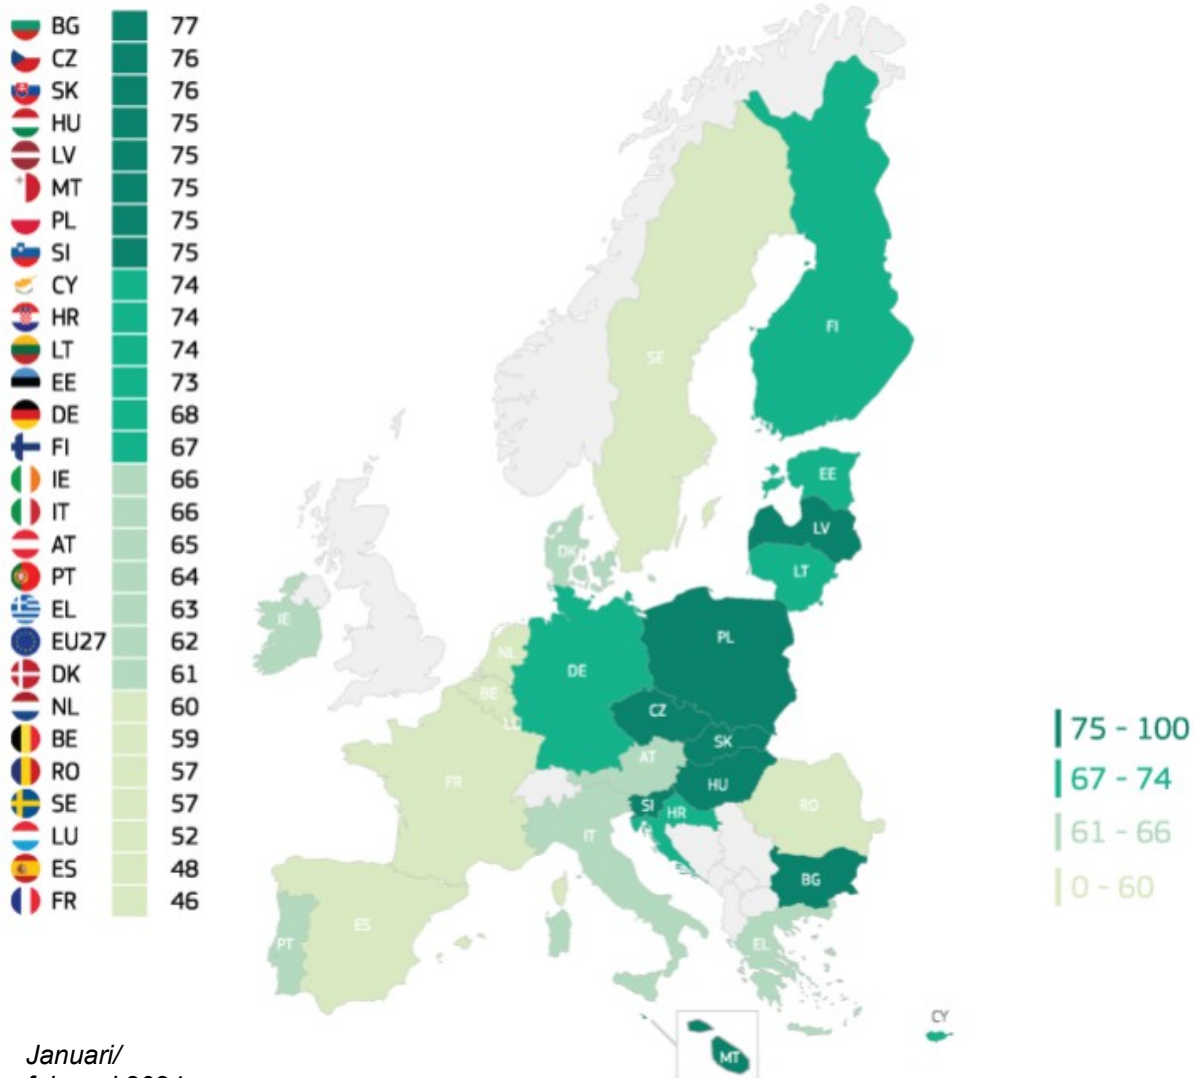 BG 77
CZ 76
SK 76
HU 75
LV 75
MT 75
PL 75
SI 75
CY 74
HR 74
LT 74
EE 73
DE 68
FI 67
IE 66
IT 66
AT 65
PT 64
EL 63
EU27 62
DK 61
NL 60
BE 59
RO 57
SE 57
LU 52
ES 48
FR 46
FI
SE
EE
LV
DK
LT
IE
PL
NL
DE
BE
CZ
LU
SK
AT
FR
HU
SI
HR
RO
IT
BG
ES
PT
EL
CY
MT
75 - 100
67 - 74
61 - 66
0 - 60
Januari/